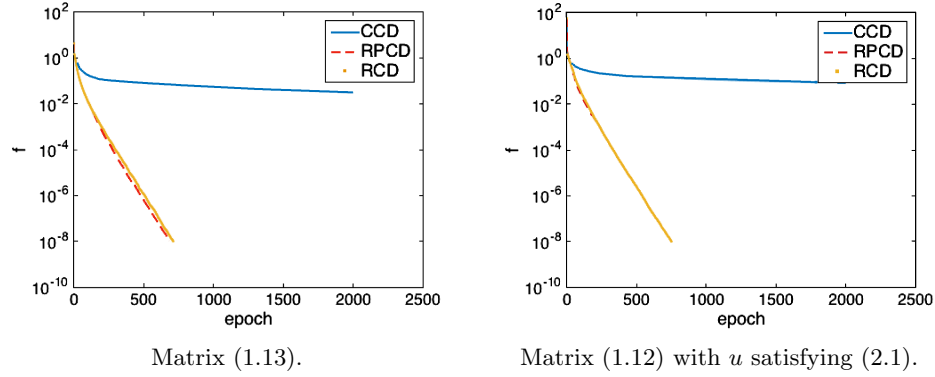 10^2
10^0
10^-2
10^-4
10^-6
10^-8
10^-10
f
0 500 1000 1500 2000 2500
epoch
CCD
RPCD
RCD
Matrix (1.13).
10^2
10^0
10^-2
10^-4
10^-6
10^-8
10^-10
f
0 500 1000 1500 2000 2500
epoch
CCD
RPCD
RCD
Matrix (1.12) with u satisfying (2.1).